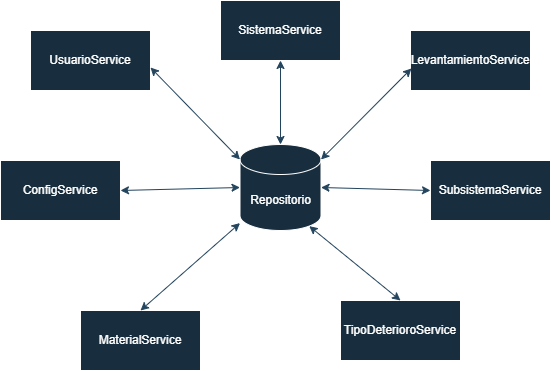 SistemaService
UsuarioService
LevantamientoService
ConfigService
Repositorio
SubsistemaService
MaterialService
TipoDeterioroService